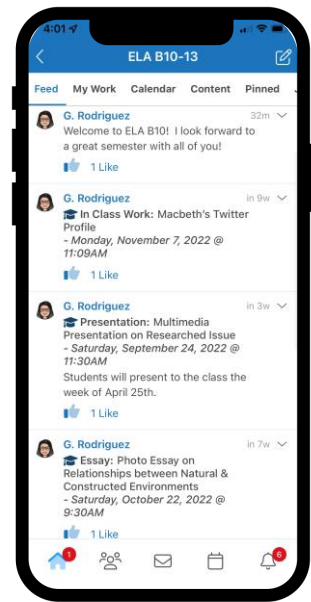 4:01
ELA B10-13
Feed My Work Calendar Content Pinned
G. Rodriguez 32m
Welcome to ELA B10! I look forward to
a great semester with all of you!
1 Like
G. Rodriguez in 9w
In Class Work: Macbeth's Twitter
Profile
- Monday, November 7, 2022 @
11:09AM
1 Like
G. Rodriguez in 3w
Presentation: Multimedia
Presentation on Researched Issue
- Saturday, September 24, 2022 @
11:30AM
Students will present to the class the
week of April 25th.
1 Like
G. Rodriguez in 7w
Essay: Photo Essay on
Relationships between Natural &
Constructed Environments
- Saturday, October 22, 2022 @
9:30AM
1 Like
1 6